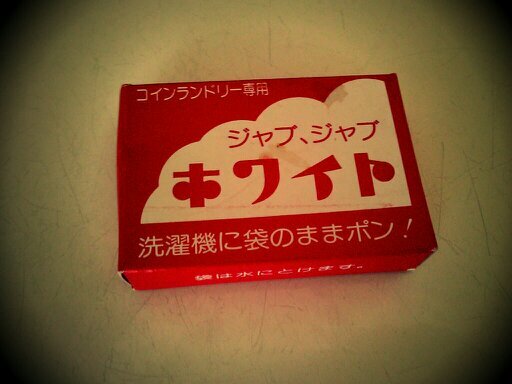 コインランドリー専用
ジャブ、ジャブ
ホワイト
洗濯機に袋のままポン!
袋は水にとけます。